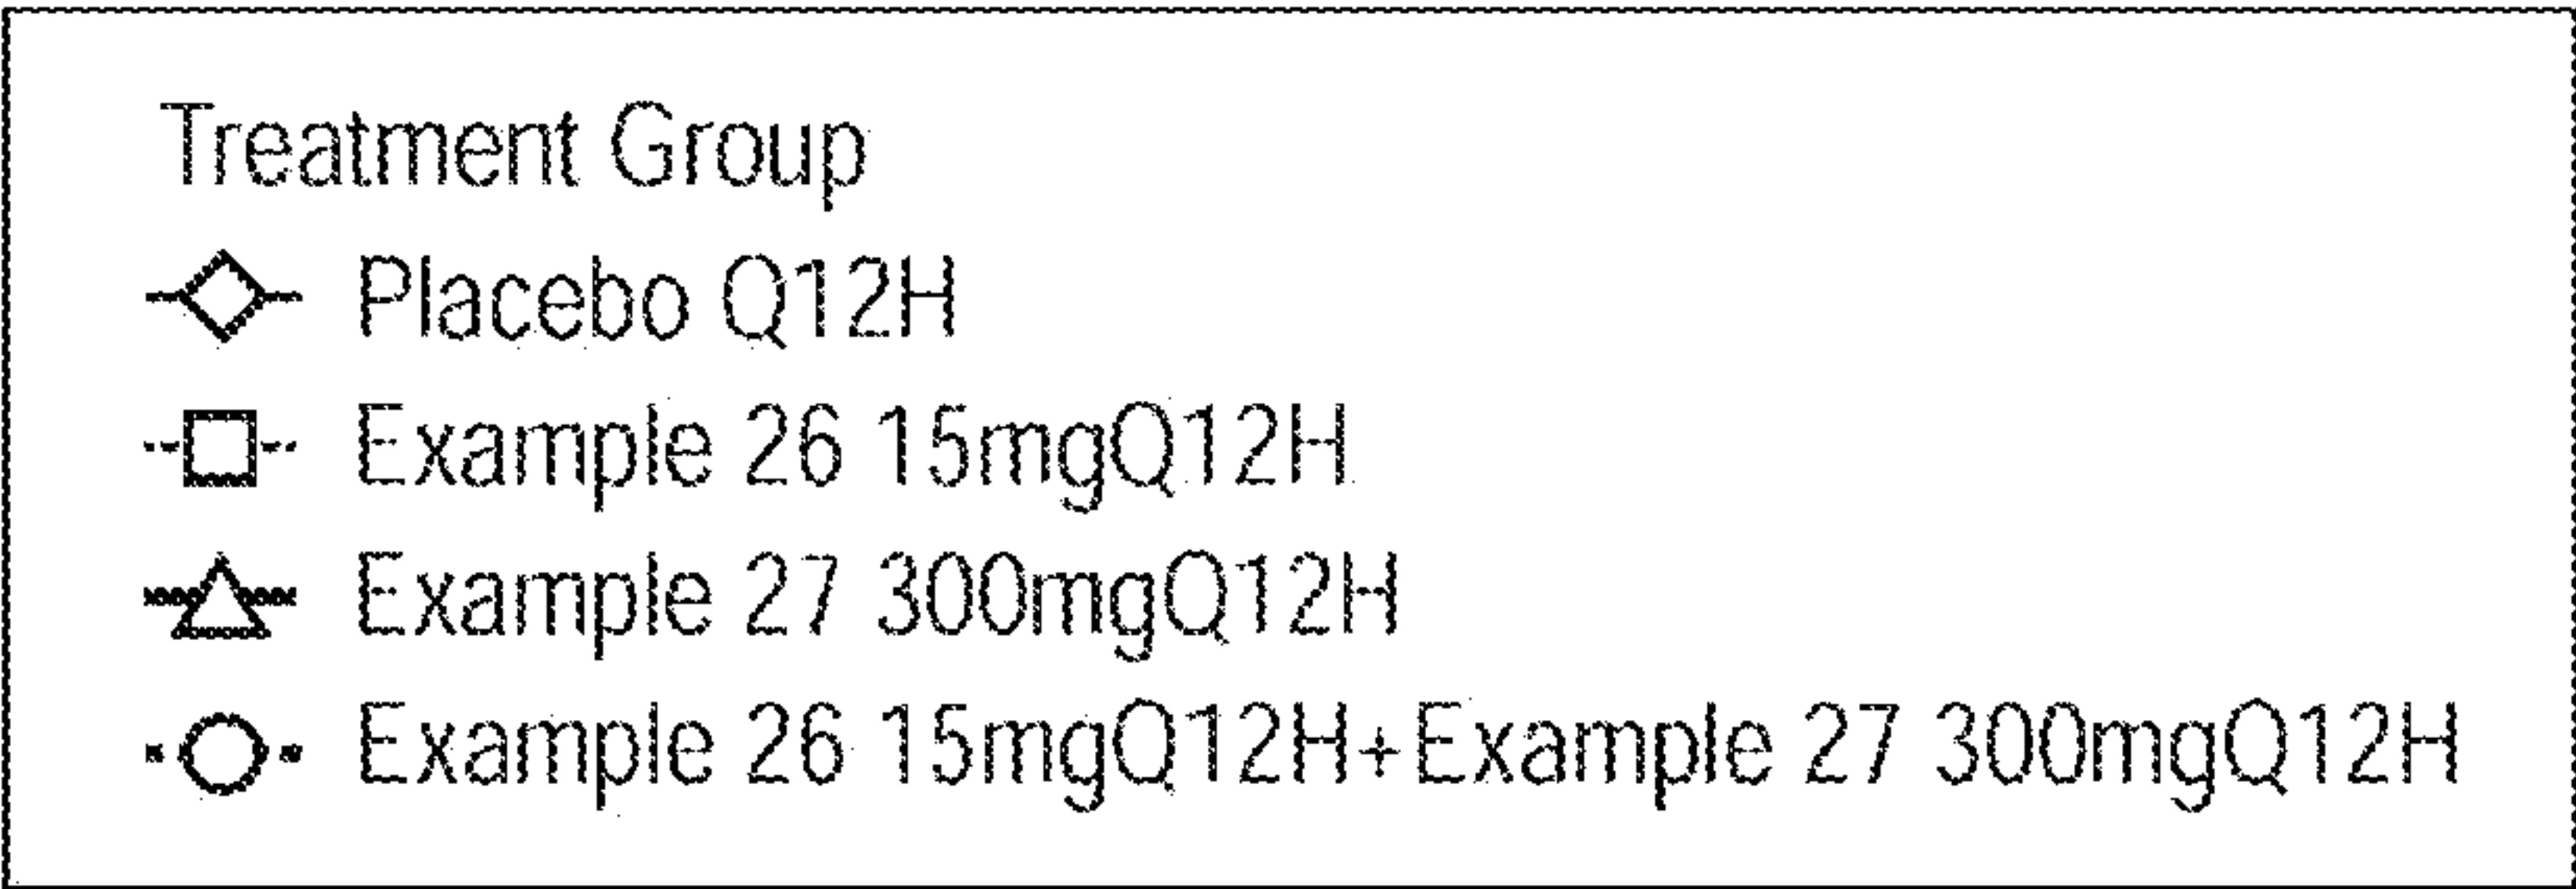 Treatment Group
Placebo Q12H
Example 26 15mgQ12H
Example 27 300mgQ12H
Example 26 15mgQ12H+Example 27 300mgQ12H